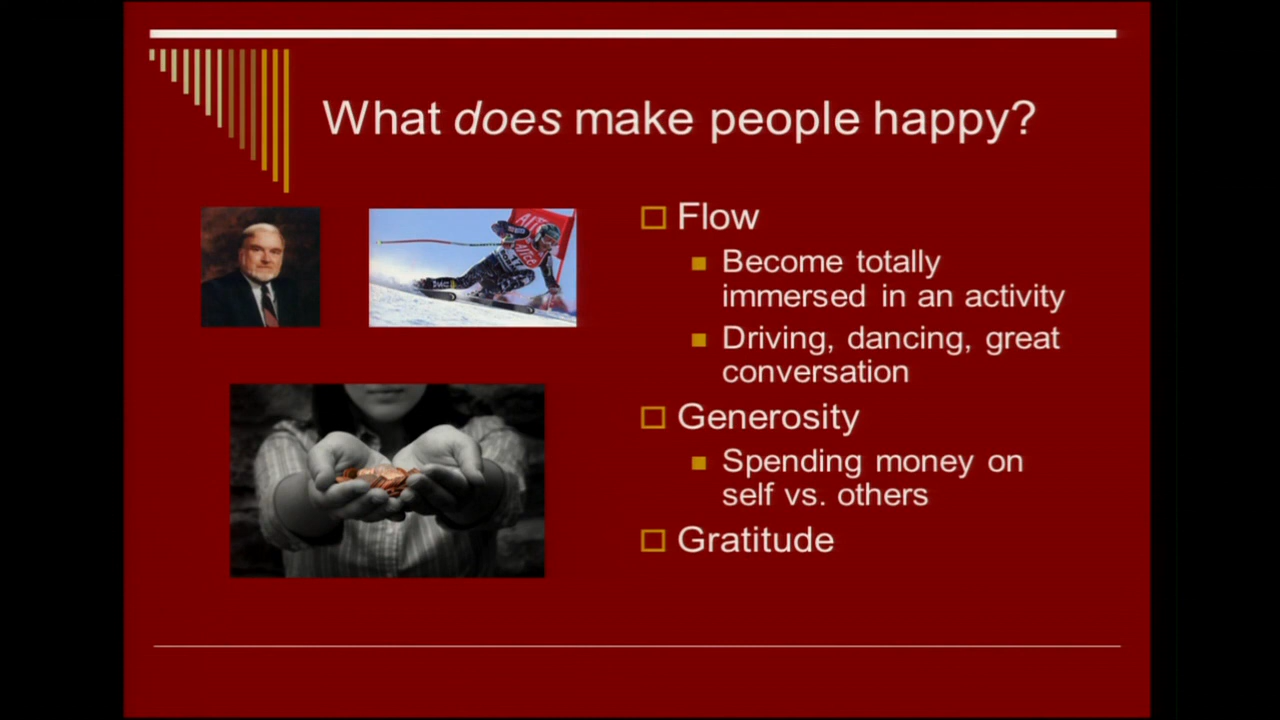 What does make people happy?
Flow
Become totally
immersed in an activity
Driving, dancing, great
conversation
Generosity
Spending money on
self vs. others
Gratitude